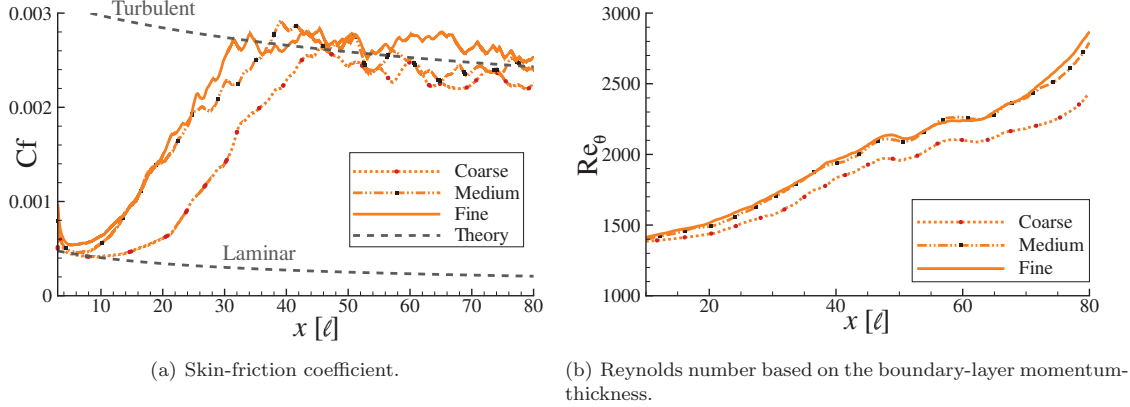 Turbulent
0.003
0.002
0.001
0
Cf
Coarse
Medium
Fine
Theory
Laminar
10 20 30 40 50 60 70 80
x [ℓ]
(a) Skin-friction coefficient.
3000
2500
2000
1500
1000
Re_θ
Coarse
Medium
Fine
20 40 60 80
x [ℓ]
(b) Reynolds number based on the boundary-layer momentum-
thickness.